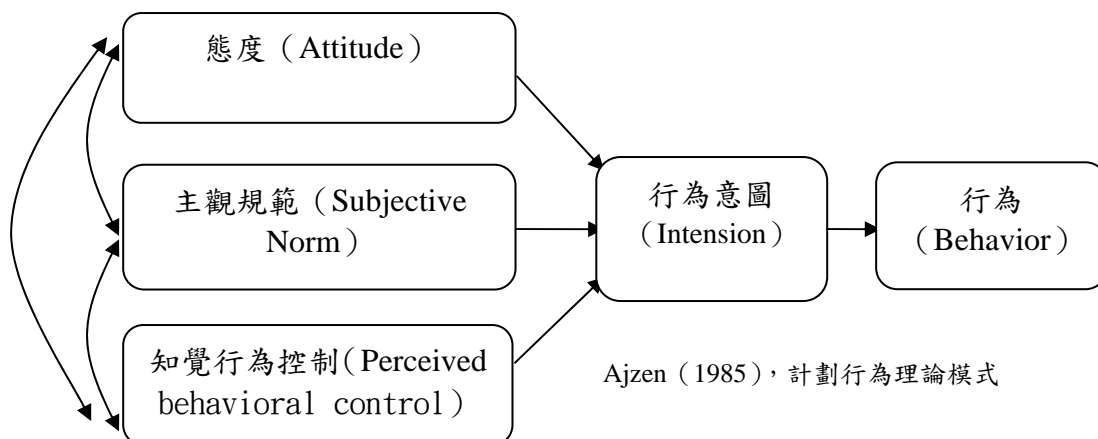 態度（Attitude）
主觀規範（Subjective
Norm）
知覺行為控制(Perceived
behavioral control）
行為意圖
（Intension）
行為
（Behavior）
Ajzen（1985），計劃行為理論模式